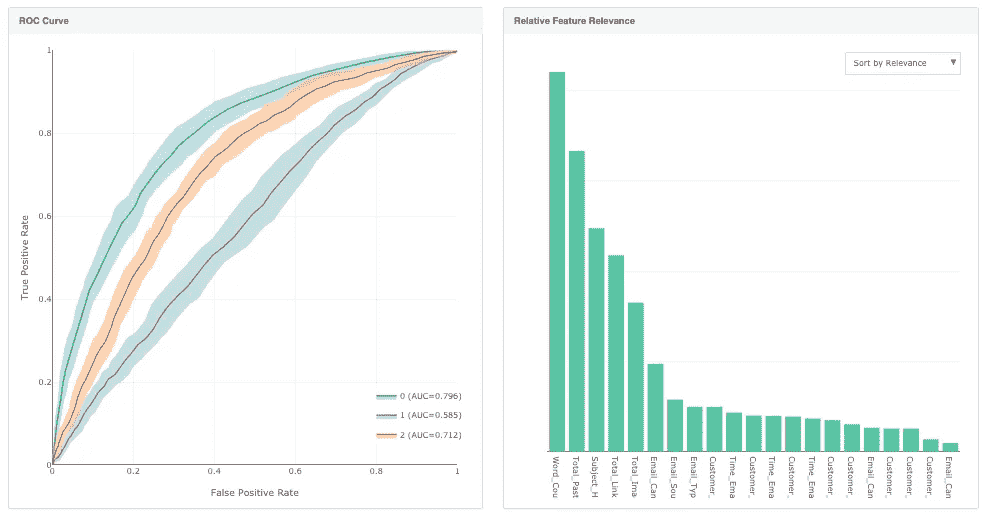 ROC Curve
Relative Feature Relevance
Sort by Relevance
1
0.8
0.6
0.4
0.2
0
True Positive Rate
0 (AUC=0.796)
1 (AUC=0.585)
2 (AUC=0.712)
0.2
0.4
0.6
0.8
1
False Positive Rate
Word_Cou
Total_Past
Subject_H
Total_Link
Total_Ima
Email_Can
Email_Sou
Email_Typ
Customer_
Time_Ema
Customer_
Time_Ema
Customer_
Time_Ema
Customer_
Customer_
Email_Can
Customer_
Customer_
Customer_
Email_Can